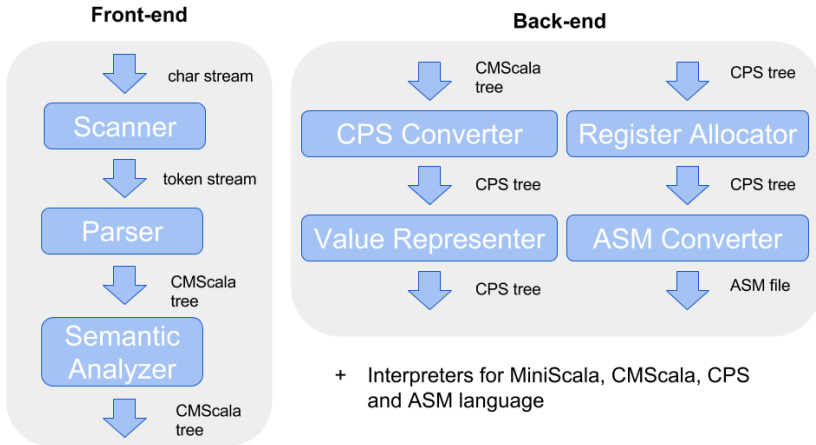 Front-end
char stream
Scanner
token stream
Parser
CMScala
tree
Semantic
Analyzer
CMScala
tree
Back-end
CMScala
tree
CPS Converter
CPS tree
Value Representer
CPS tree
CPS tree
Register Allocator
CPS tree
ASM Converter
ASM file
+ Interpreters for MiniScala, CMScala, CPS
and ASM language